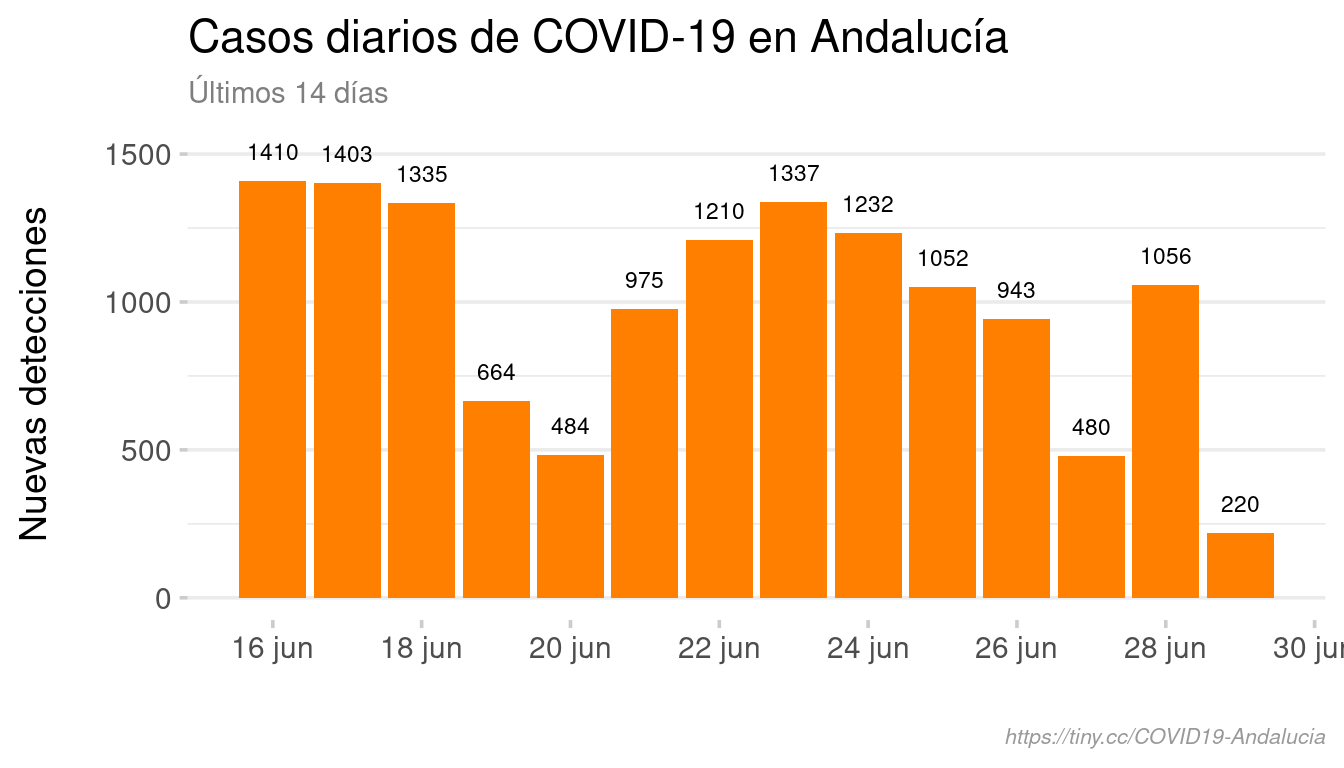 Casos diarios de COVID-19 en Andalucía
Últimos 14 días
Nuevas detecciones
1500
1000
500
0
1410
1403
1335
664
484
975
1210
1337
1232
1052
943
480
1056
220
16 jun
18 jun
20 jun
22 jun
24 jun
26 jun
28 jun
30 jun
https://tiny.cc/COVID19-Andalucia